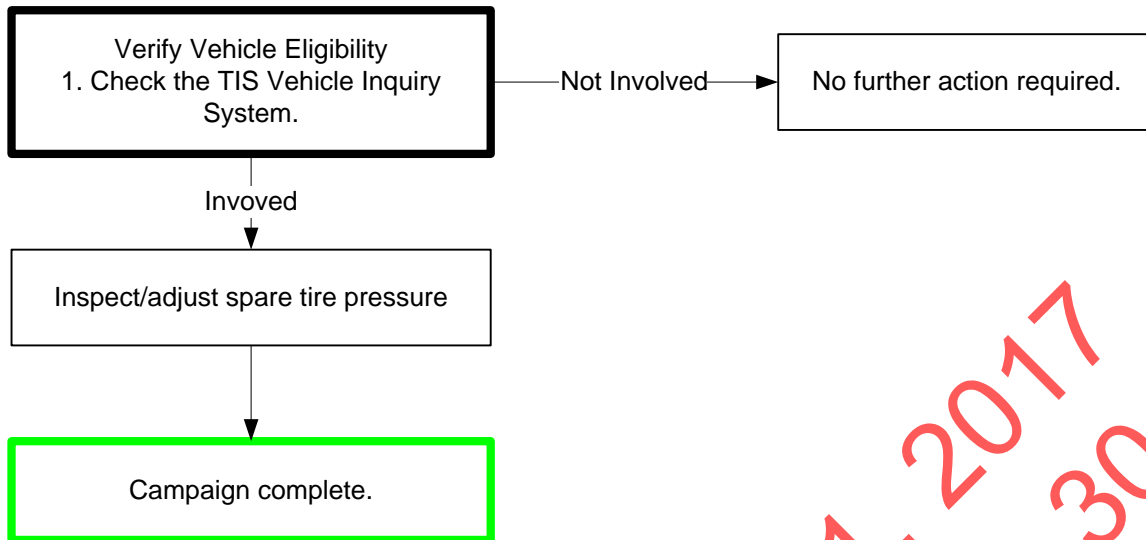 Verify Vehicle Eligibility
1. Check the TIS Vehicle Inquiry
System.
Not Involved
No further action required.
Invoved
Inspect/adjust spare tire pressure
Campaign complete.
2017
30